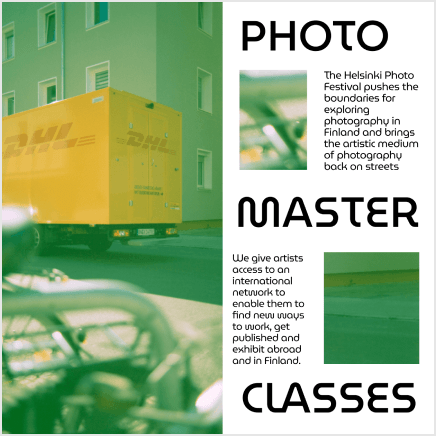 PHOTO
The Helsinki Photo
Festival pushes the
boundaries for
exploring
photography in
Finland and brings
the artistic medium
of photography
back on streets
DHL
DHL
MASTER
We give artists
access to an
international
network to
enable them to
find new ways
to work, get
published and
exhibit abroad
and in Finland.
CLASSES